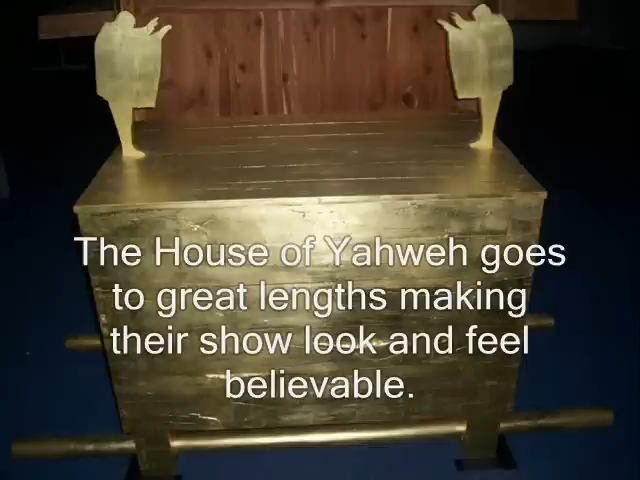 The House of Yahweh goes
to great lengths making
their show look and feel
believable.